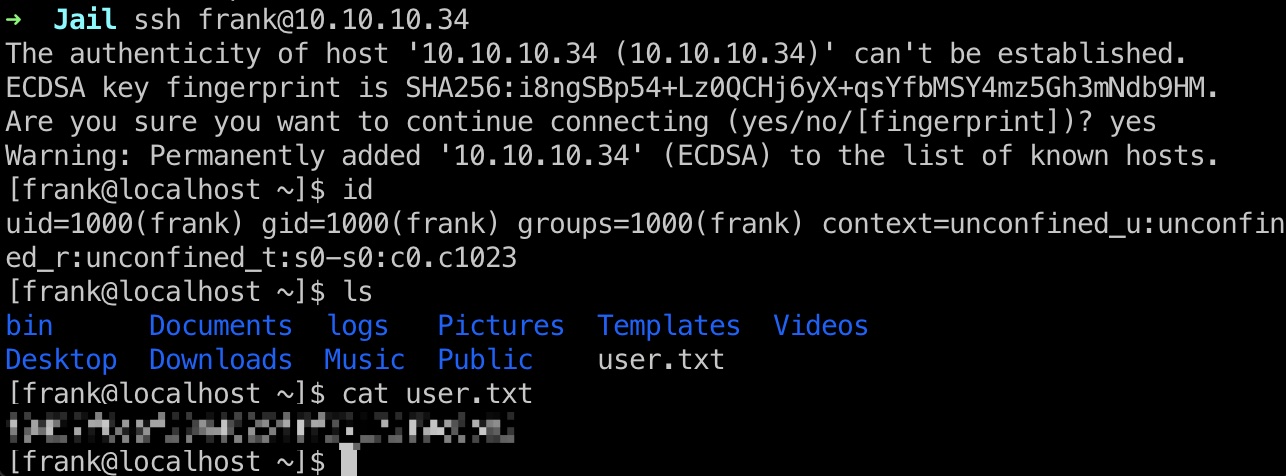 ➜  Jail ssh frank@10.10.10.34
The authenticity of host '10.10.10.34 (10.10.10.34)' can't be established.
ECDSA key fingerprint is SHA256:i8ngSBp54+Lz0QCHj6yX+qsYfbMSY4mz5Gh3mNdb9HM.
Are you sure you want to continue connecting (yes/no/[fingerprint])? yes
Warning: Permanently added '10.10.10.34' (ECDSA) to the list of known hosts.
[frank@localhost ~]$ id
uid=1000(frank) gid=1000(frank) groups=1000(frank) context=unconfined_u:unconfin
ed_r:unconfined_t:s0-s0:c0.c1023
[frank@localhost ~]$ ls
bin      Documents  logs   Pictures  Templates  Videos
Desktop  Downloads  Music  Public    user.txt
[frank@localhost ~]$ cat user.txt
[frank@localhost ~]$